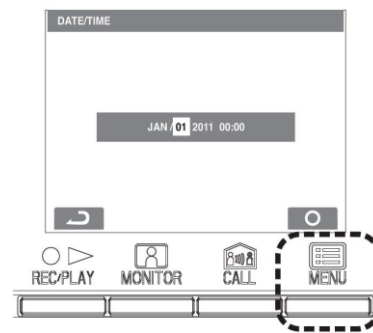 DATE/TIME
JAN / 01 2011 00:00
REC/PLAY MONITOR CALL MENU